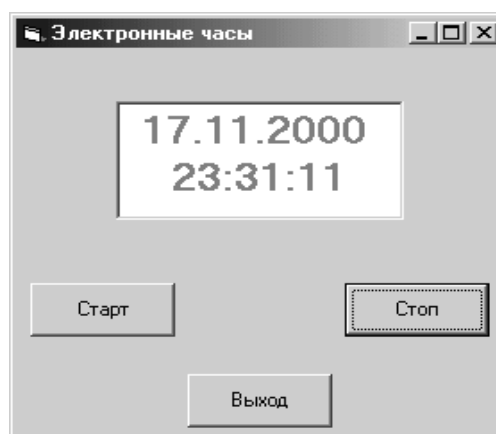 Электронные часы
17.11.2000
23:31:11
Старт
Стоп
Выход